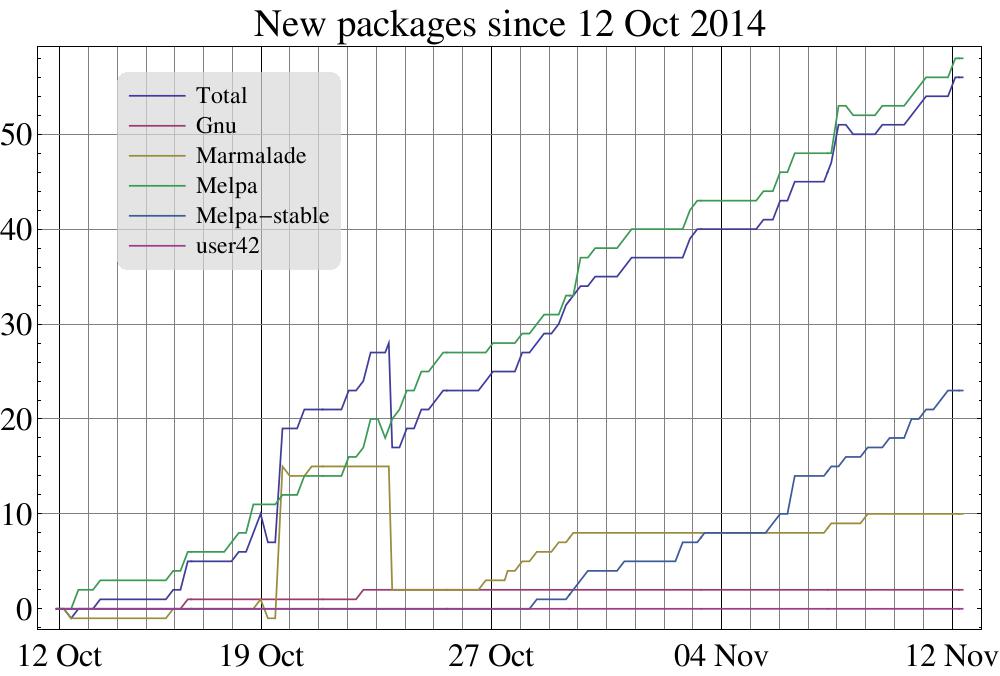 New packages since 12 Oct 2014
Total
Gnu
Marmalade
Melpa
Melpa−stable
user42
50
40
30
20
10
0
12 Oct 19 Oct 27 Oct 04 Nov 12 Nov